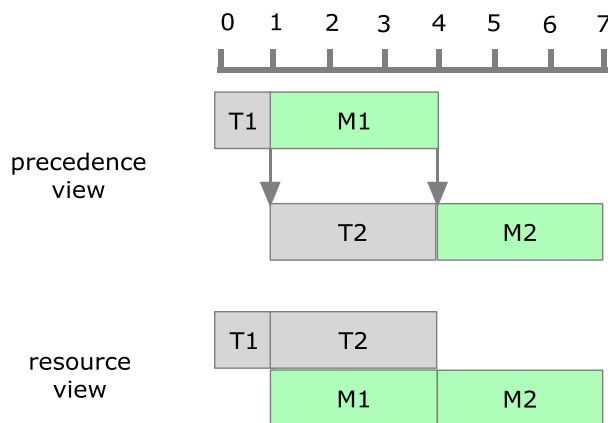 0 1 2 3 4 5 6 7
T1 M1
precedence
view
T2 M2
T1 T2
resource
view
M1 M2